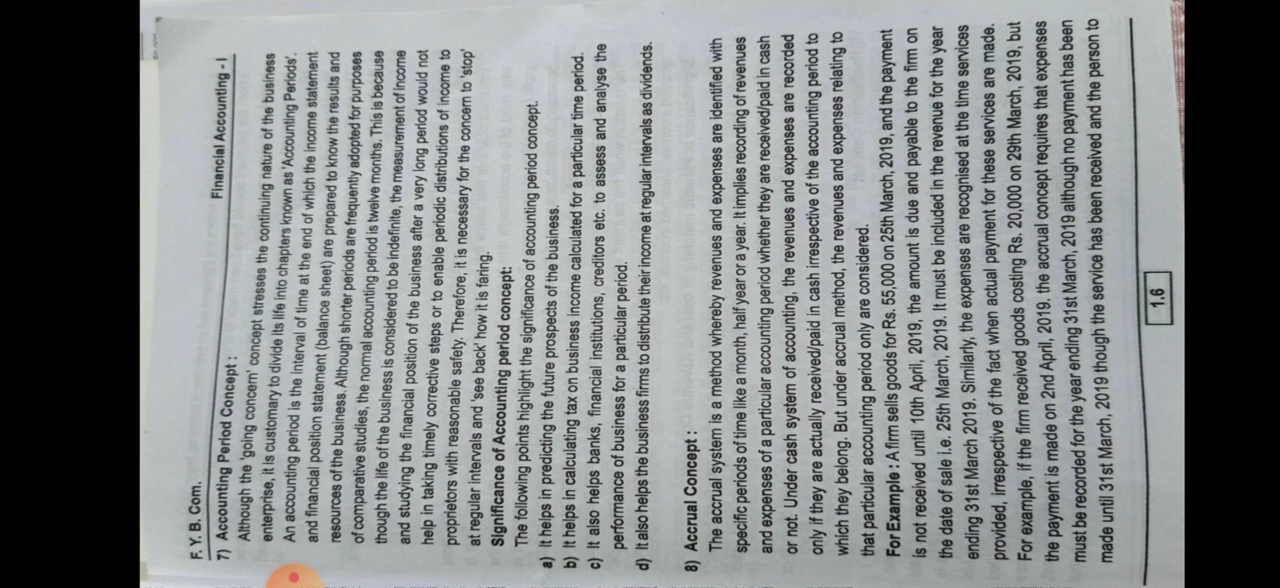 F. Y. B. Com.
Financial Accounting - I
7) Accounting Period Concept :
Although the 'going concern' concept stresses the continuing nature of the business
enterprise, it is customary to divide its life into chapters known as 'Accounting Periods'.
An accounting period is the interval of time at the end of which the income statement
and financial position statement (balance sheet) are prepared to know the results and
resources of the business. Although shorter periods are frequently adopted for purposes
of comparative studies, the normal accounting period is twelve months. This is because
though the life of the business is considered to be indefinite, the measurement of income
and studying the financial position of the business after a very long period would not
help in taking timely corrective steps or to enable periodic distributions of income to
proprietors with reasonable safety. Therefore, it is necessary for the concern to 'stop'
at regular intervals and 'see back' how it is faring.
Significance of Accounting period concept:
The following points highlight the significance of accounting period concept.
a) It helps in predicting the future prospects of the business.
b) It helps in calculating tax on business income calculated for a particular time period.
c) It also helps banks, financial institutions, creditors etc. to assess and analyse the
performance of business for a particular period.
d) It also helps the business firms to distribute their income at regular intervals as dividends.
8) Accrual Concept :
The accrual system is a method whereby revenues and expenses are identified with
specific periods of time like a month, half year or a year. It implies recording of revenues
and expenses of a particular accounting period whether they are received/paid in cash
or not. Under cash system of accounting, the revenues and expenses are recorded
only if they are actually received/paid in cash irrespective of the accounting period to
which they belong. But under accrual method, the revenues and expenses relating to
that particular accounting period only are considered.
For Example : A firm sells goods for Rs. 55,000 on 25th March, 2019, and the payment
is not received until 10th April, 2019, the amount is due and payable to the firm on
the date of sale i.e. 25th March, 2019. It must be included in the revenue for the year
ending 31st March 2019. Similarly, the expenses are recognised at the time services
provided, irrespective of the fact when actual payment for these services are made.
For example, if the firm received goods costing Rs. 20,000 on 29th March, 2019, but
the payment is made on 2nd April, 2019. the accrual concept requires that expenses
must be recorded for the year ending 31st March, 2019 although no payment has been
made until 31st March, 2019 though the service has been received and the person to
1.6